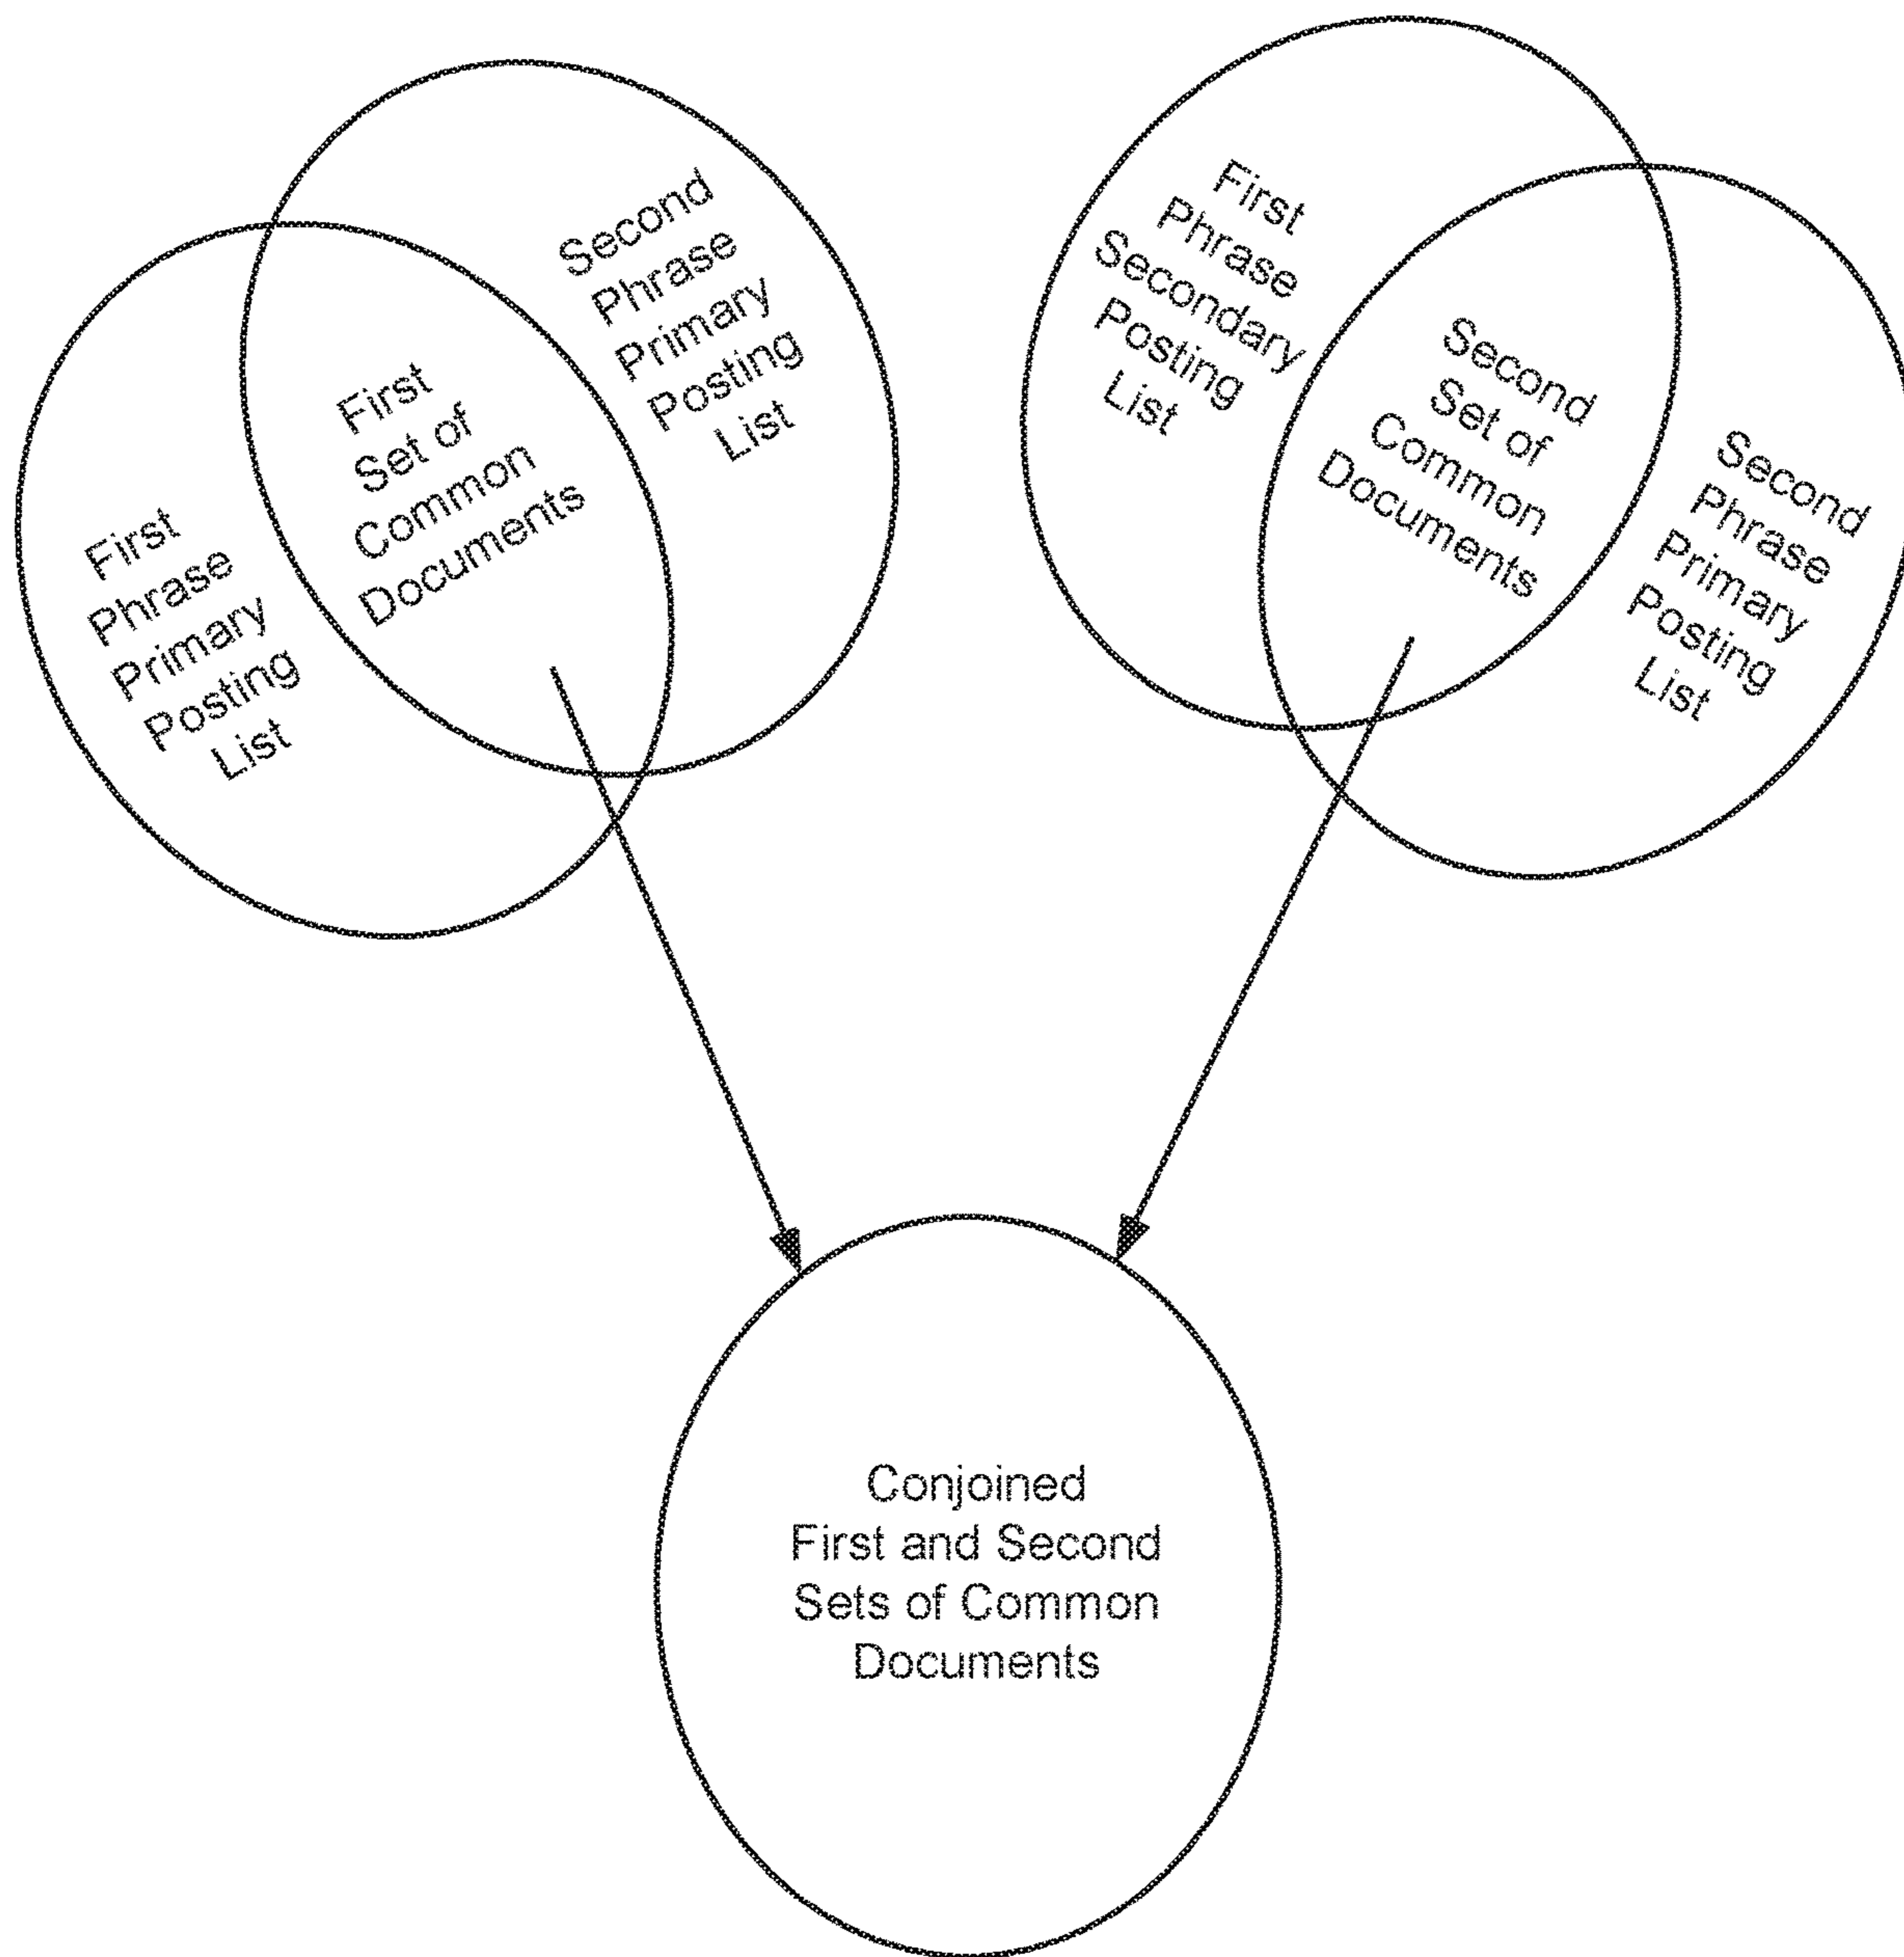 First
Phrase
Primary
Posting
List
First
Set of
Common
Documents
Second
Phrase
Primary
Posting
List
First
Phrase
Secondary
Posting
List
Second
Set of
Common
Documents
Second
Phrase
Primary
Posting
List
Conjoined
First and Second
Sets of Common
Documents